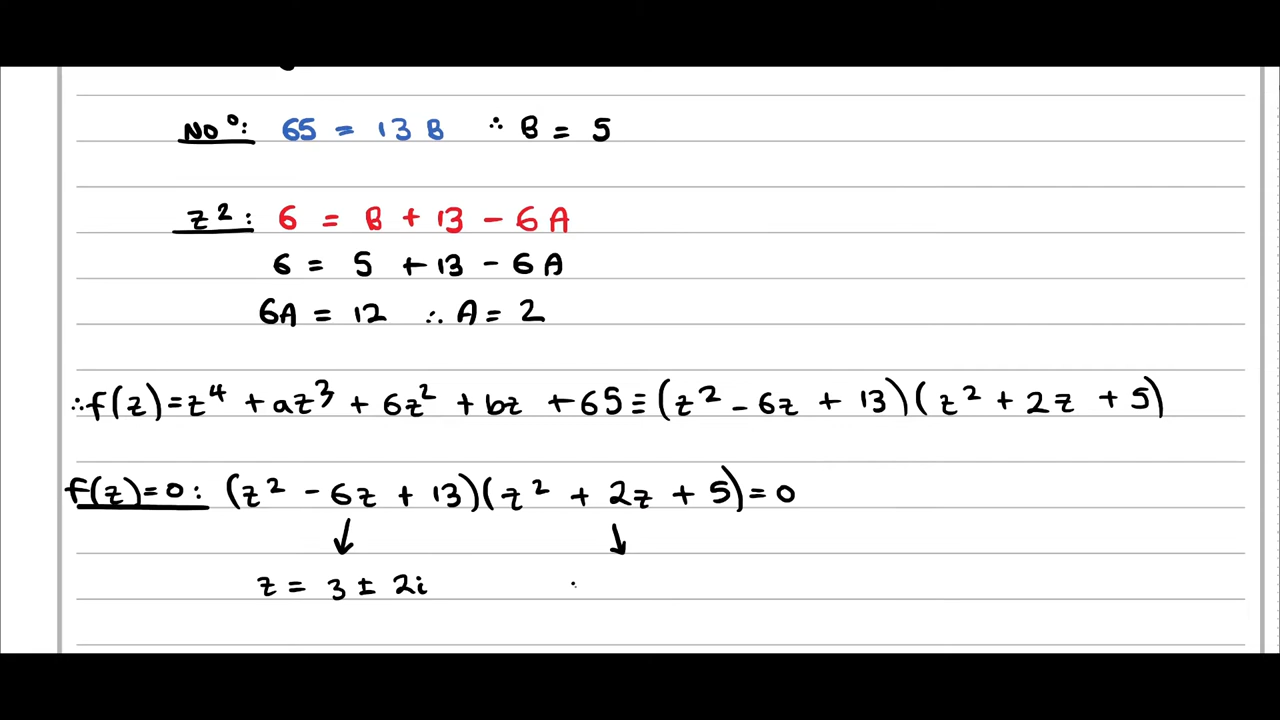 No⁰: 65 = 13 B ∴ B = 5
z²: 6 = B + 13 - 6A
6 = 5 + 13 - 6A
6A = 12 ∴ A = 2
∴ f(z) = z⁴ + az³ + 6z² + bz + 65 ≡ (z² - 6z + 13)(z² + 2z + 5)
f(z)=0: (z² - 6z + 13)(z² + 2z + 5) = 0
↓ ↓
z = 3 ± 2i